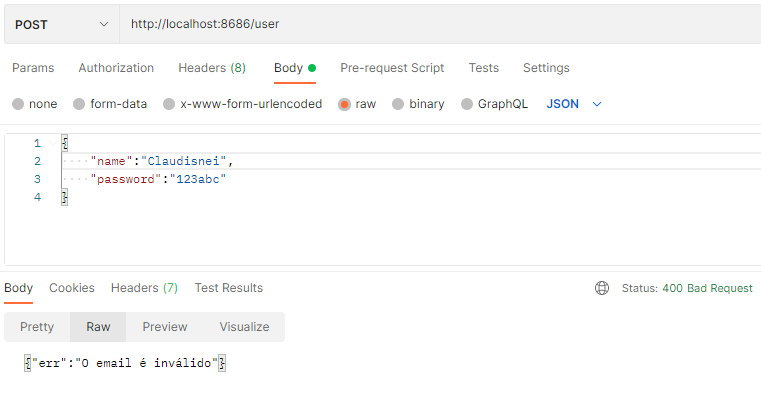 POST http://localhost:8686/user
Params Authorization Headers (8) Body Pre-request Script Tests Settings
none form-data x-www-form-urlencoded raw binary GraphQL JSON
1 {
2 "name":"Claudisnei",
3 "password":"123abc"
4 }
Body Cookies Headers (7) Test Results Status: 400 Bad Request
Pretty Raw Preview Visualize
{"err":"O email é inválido"}